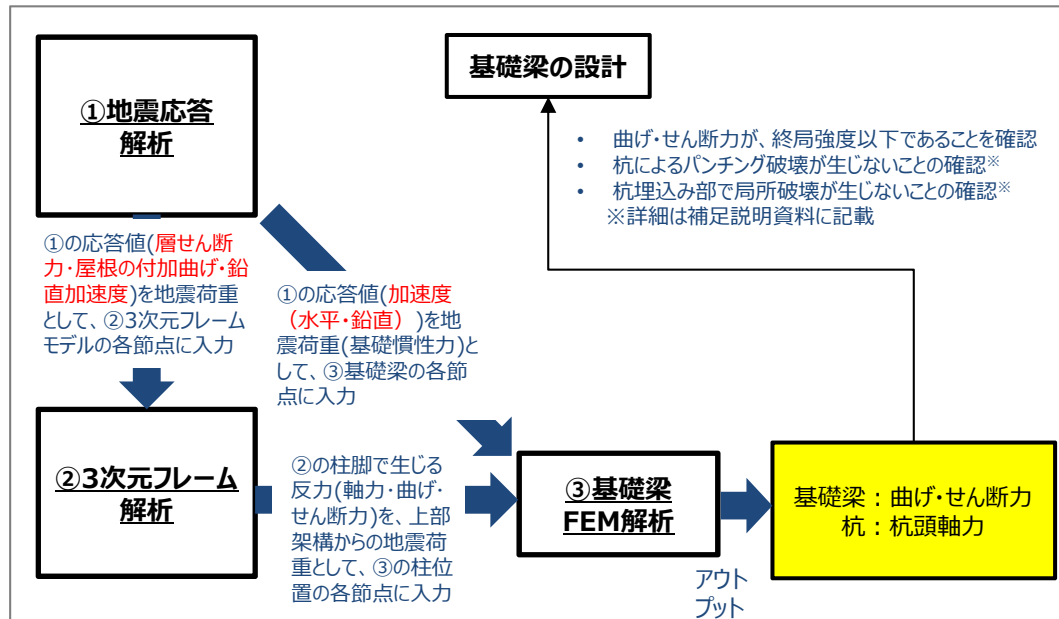 ①地震応答
解析
基礎梁の設計
• 曲げ・せん断力が、終局強度以下であることを確認
• 杭によるパンチング破壊が生じないことの確認※
• 杭埋込み部で局所破壊が生じないことの確認※
※詳細は補足説明資料に記載
①の応答値(層せん断
力・屋根の付加曲げ・鉛
直加速度)を地震荷重
として、②3次元フレーム
モデルの各節点に入力
①の応答値(加速度
（水平・鉛直）)を地
震荷重(基礎慣性力)と
して、③基礎梁の各節
点に入力
②3次元フレーム
解析
②の柱脚で生じる
反力(軸力・曲げ・
せん断力)を、上部
架構からの地震荷
重として、③の柱位
置の各節点に入力
③基礎梁
FEM解析
アウト
プット
基礎梁：曲げ・せん断力
杭：杭頭軸力